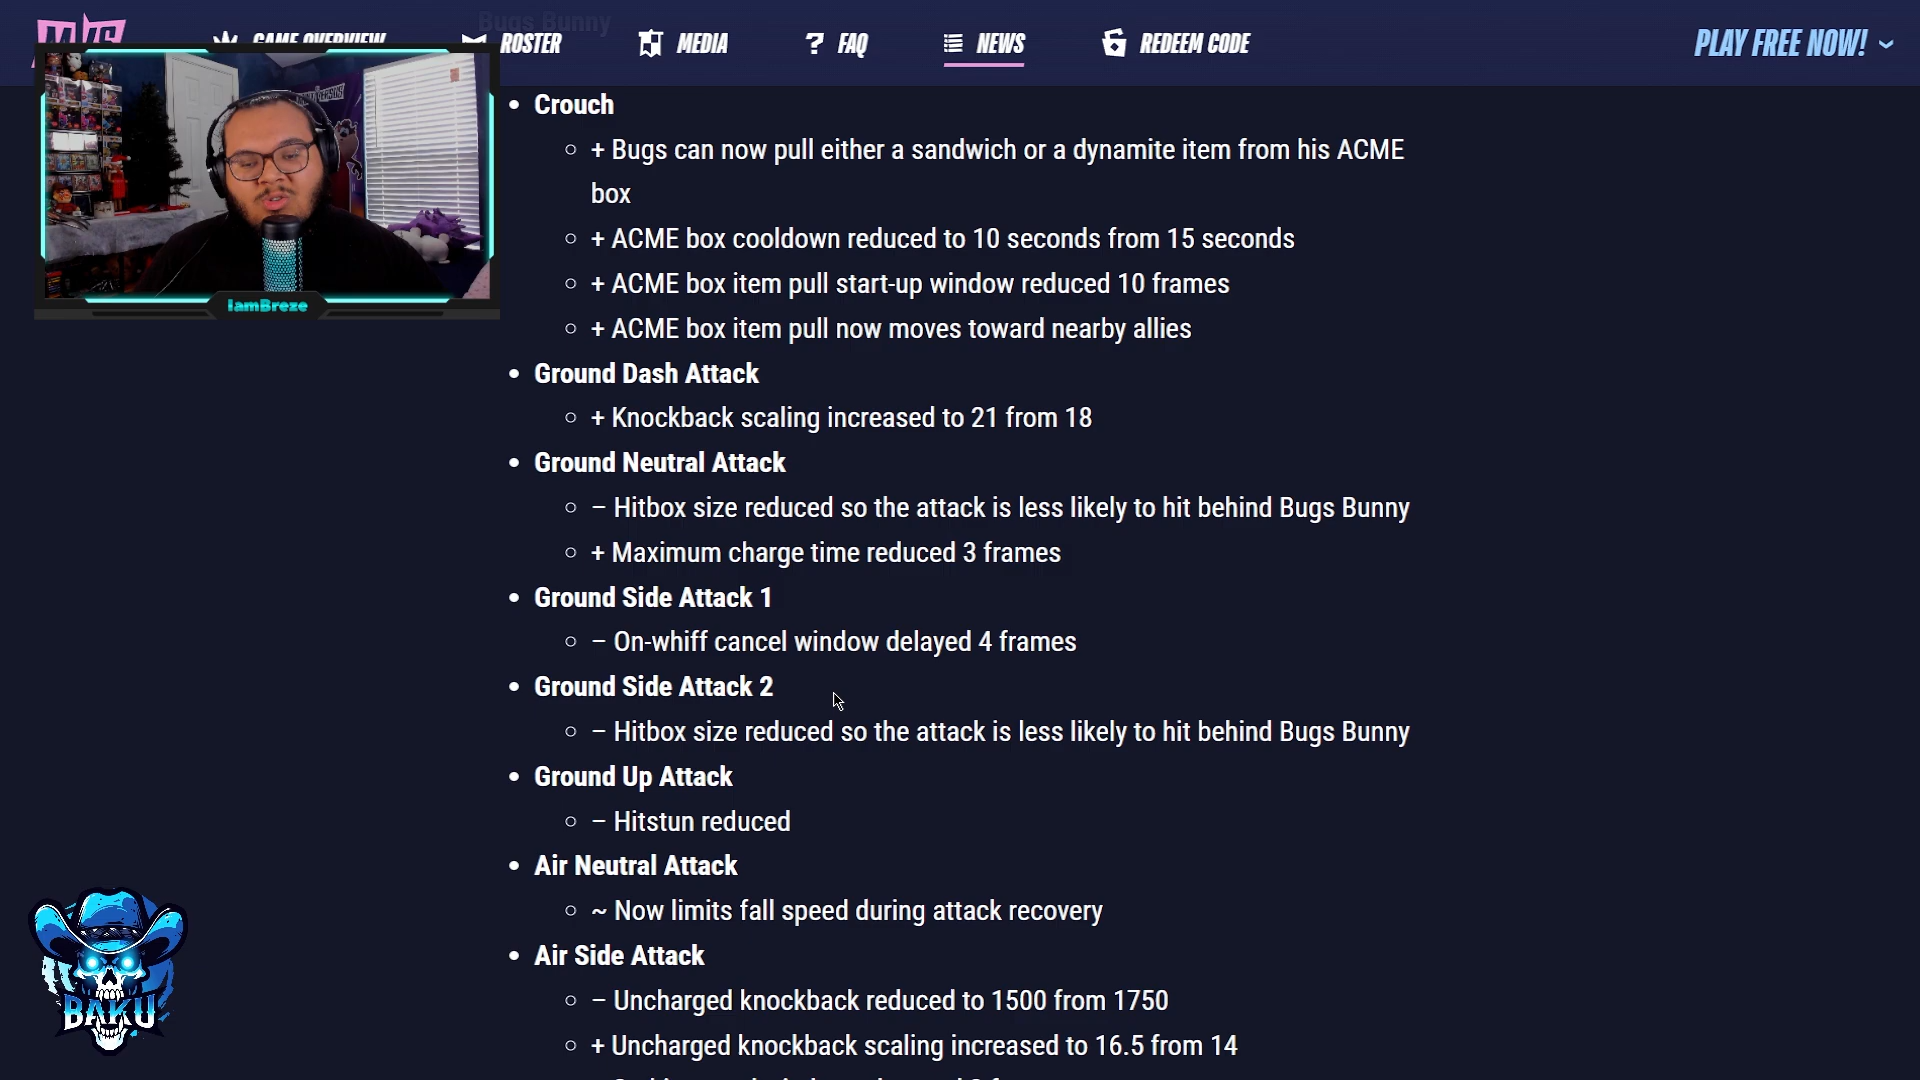 Bugs Bunny
MVS
GAME OVERVIEW
ROSTER
MEDIA
? FAQ
NEWS
REDEEM CODE
PLAY FREE NOW!
• Crouch
○ + Bugs can now pull either a sandwich or a dynamite item from his ACME
box
○ + ACME box cooldown reduced to 10 seconds from 15 seconds
○ + ACME box item pull start-up window reduced 10 frames
○ + ACME box item pull now moves toward nearby allies
• Ground Dash Attack
○ + Knockback scaling increased to 21 from 18
• Ground Neutral Attack
○ – Hitbox size reduced so the attack is less likely to hit behind Bugs Bunny
○ + Maximum charge time reduced 3 frames
• Ground Side Attack 1
○ – On-whiff cancel window delayed 4 frames
• Ground Side Attack 2
○ – Hitbox size reduced so the attack is less likely to hit behind Bugs Bunny
• Ground Up Attack
○ – Hitstun reduced
• Air Neutral Attack
○ ~ Now limits fall speed during attack recovery
• Air Side Attack
○ – Uncharged knockback reduced to 1500 from 1750
○ + Uncharged knockback scaling increased to 16.5 from 14
IamBreze
BAKU